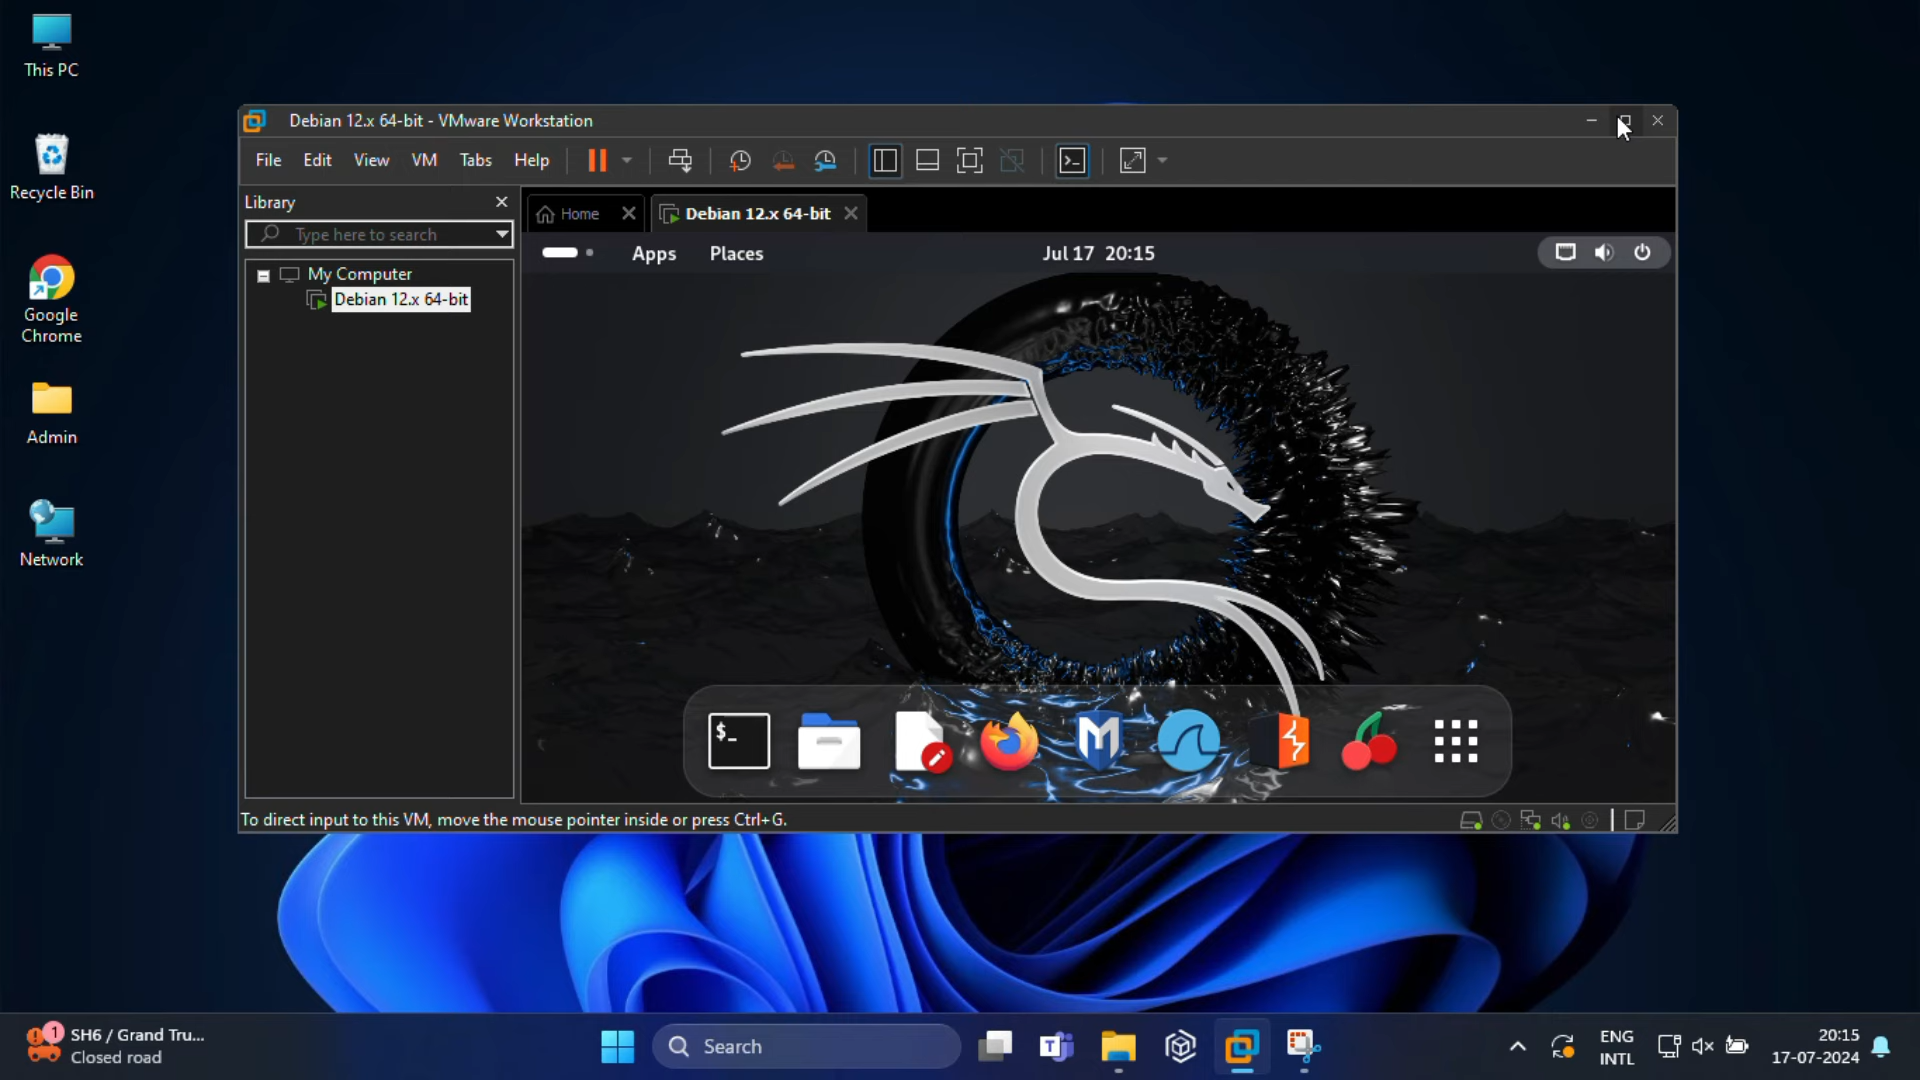 This PC
Recycle Bin
Google
Chrome
Admin
Network
Debian 12.x 64-bit - VMware Workstation
File Edit View VM Tabs Help
Library
Type here to search
My Computer
Debian 12.x 64-bit
Home
Debian 12.x 64-bit
Apps Places
Jul 17 20:15
$_
To direct input to this VM, move the mouse pointer inside or press Ctrl+G.
1
SH6 / Grand Tru...
Closed road
Search
ENG
INTL
20:15
17-07-2024